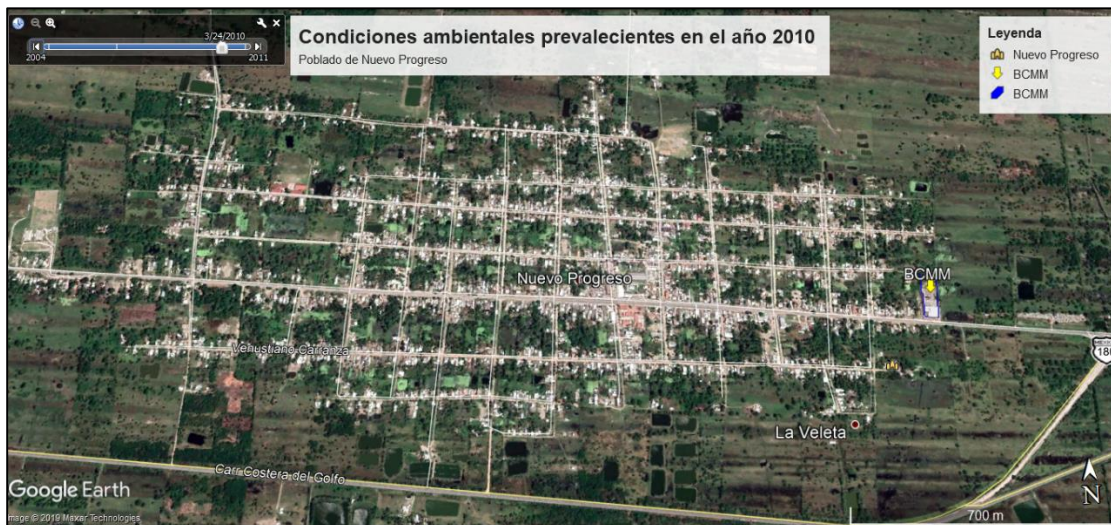 3/24/2010
2004
2011
Condiciones ambientales prevalecientes en el año 2010
Poblado de Nuevo Progreso
Leyenda
Nuevo Progreso
BCMM
BCMM
BCMM
Nuevo Progreso
Venustiano Carranza
180
La Veleta
Carr Costera del Golfo
Google Earth
Image © 2019 Maxar Technologies
N
700 m